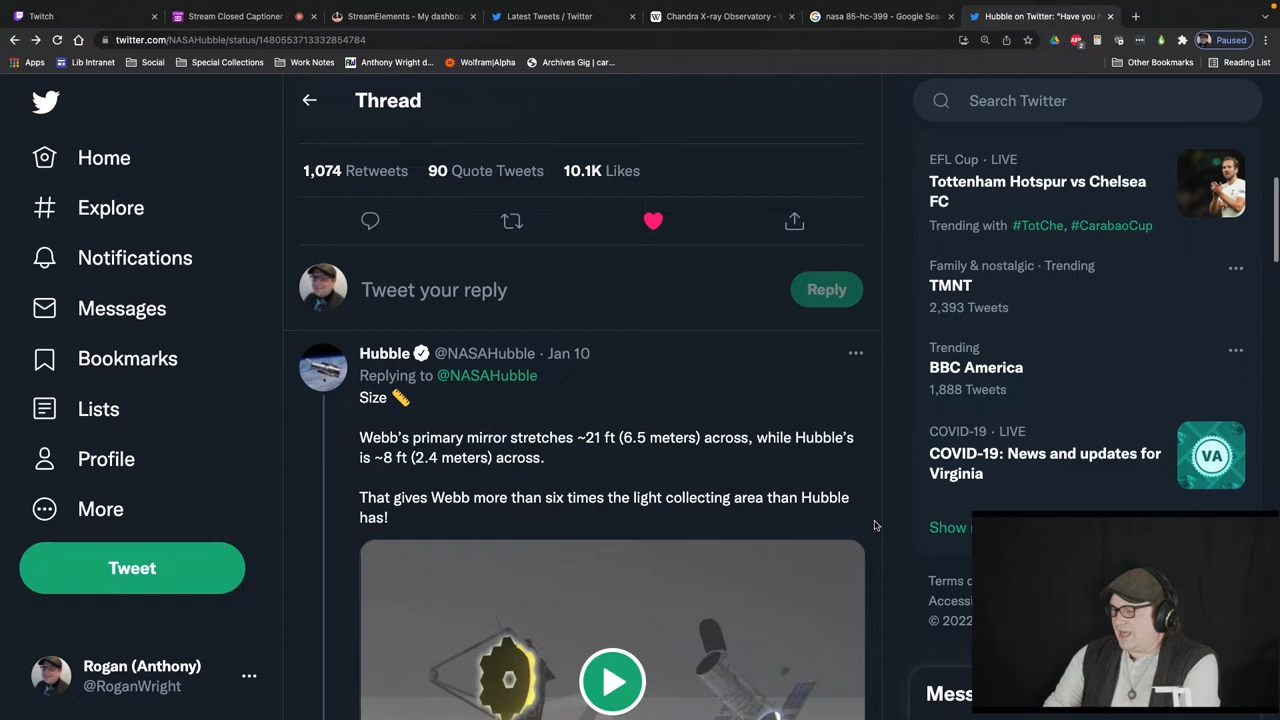 Twitch
Stream Closed Captioner
StreamElements - My dashboa
Latest Tweets / Twitter
Chandra X-ray Observatory -
nasa 85-hc-399 - Google Sea
Hubble on Twitter: "Have you h
twitter.com/NASAHubble/status/1480553713332854784
2
Paused
Apps
Lib Intranet
Social
Special Collections
Work Notes
Anthony Wright d...
Wolfram|Alpha
Archives Gig | car...
Other Bookmarks
Reading List
Home
Explore
Notifications
Messages
Bookmarks
Lists
Profile
More
Tweet
Rogan (Anthony)
@RoganWright
Thread
1,074 Retweets 90 Quote Tweets 10.1K Likes
Tweet your reply
Reply
Hubble @NASAHubble · Jan 10
Replying to @NASAHubble
Size 📏
Webb's primary mirror stretches ~21 ft (6.5 meters) across, while Hubble's
is ~8 ft (2.4 meters) across.
That gives Webb more than six times the light collecting area than Hubble
has!
Search Twitter
EFL Cup · LIVE
Tottenham Hotspur vs Chelsea
FC
Trending with #TotChe, #CarabaoCup
Family & nostalgic · Trending
TMNT
2,393 Tweets
Trending
BBC America
1,888 Tweets
COVID-19 · LIVE
COVID-19: News and updates for
Virginia
VA
Show
Terms
Accessi
© 2022
Mess